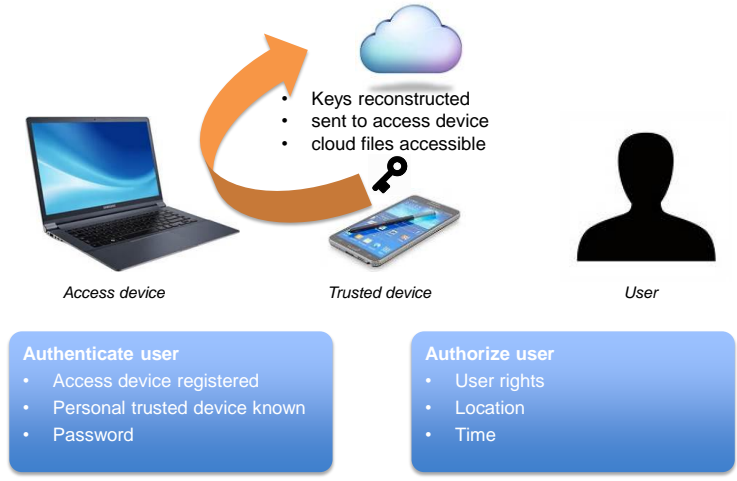 • Keys reconstructed
• sent to access device
• cloud files accessible
Access device
Trusted device
User
Authenticate user
• Access device registered
• Personal trusted device known
• Password
Authorize user
• User rights
• Location
• Time